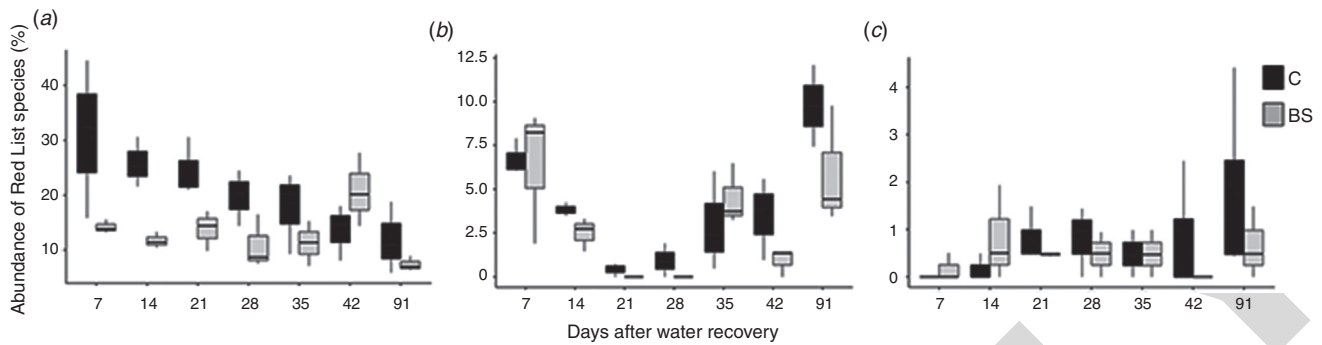 (a)
(b)
(c)
Abundance of Red List species (%)
40
30
20
10
7 14 21 28 35 42 91
12.5
10.0
7.5
5.0
2.5
0
7 14 21 28 35 42 91
4
3
2
1
0
7 14 21 28 35 42 91
C
BS
Days after water recovery